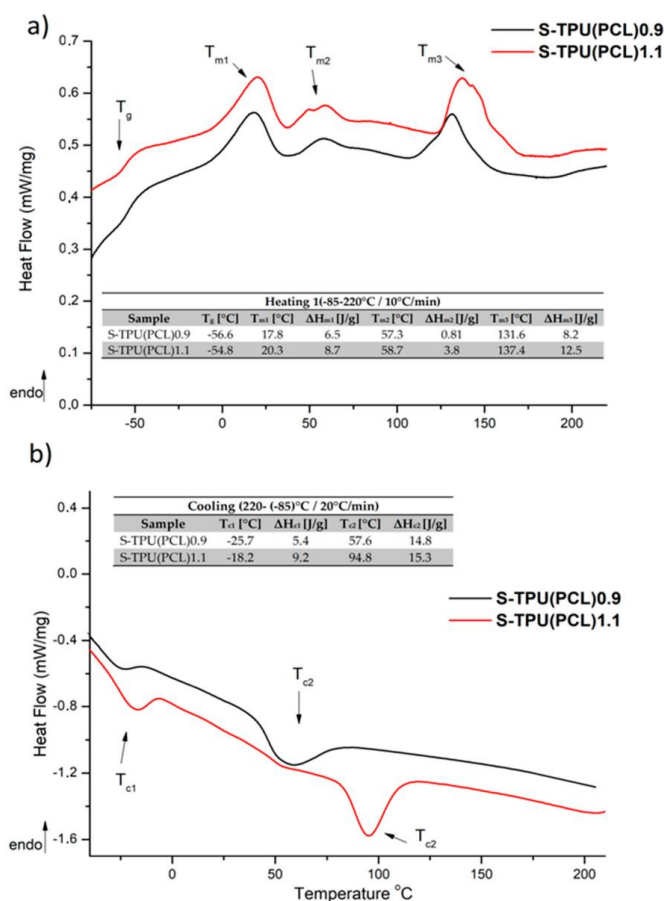 a)
S-TPU(PCL)0.9
S-TPU(PCL)1.1
Tg
Tm1
Tm2
Tm3
Heat Flow (mW/mg)
0,7
0,6
0,5
0,4
0,3
0,2
0,1
0,0
endo
Heating 1(-85-220°C / 10°C/min)
Sample Tg [°C] Tm1 [°C] ΔHm1 [J/g] Tm2 [°C] ΔHm2 [J/g] Tm3 [°C] ΔHm3 [J/g]
S-TPU(PCL)0.9 -56.6 17.8 6.5 57.3 0.81 131.6 8.2
S-TPU(PCL)1.1 -54.8 20.3 8.7 58.7 3.8 137.4 12.5
-50 0 50 100 150 200
b)
Cooling (220- (-85)°C / 20°C/min)
Sample Tc1 [°C] ΔHc1 [J/g] Tc2 [°C] ΔHc2 [J/g]
S-TPU(PCL)0.9 -25.7 5.4 57.6 14.8
S-TPU(PCL)1.1 -18.2 9.2 94.8 15.3
S-TPU(PCL)0.9
S-TPU(PCL)1.1
Heat Flow (mW/mg)
0.4
0.0
-0.4
-0.8
-1.2
-1.6
endo
Tc1
Tc2
Tc2
0 50 100 150 200
Temperature °C